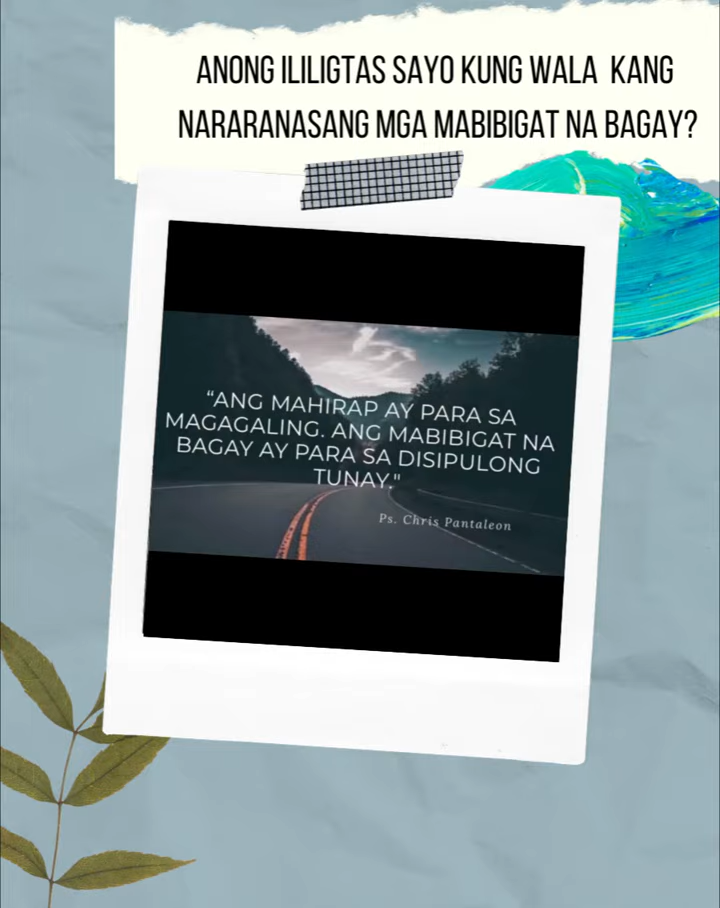 ANONG ILILIGTAS SAYO KUNG WALA KANG
NARARANASANG MGA MABIBIGAT NA BAGAY?
“ANG MAHIRAP AY PARA SA
MAGAGALING. ANG MABIBIGAT NA
BAGAY AY PARA SA DISIPULONG
TUNAY."
Ps. Chris Pantaleon